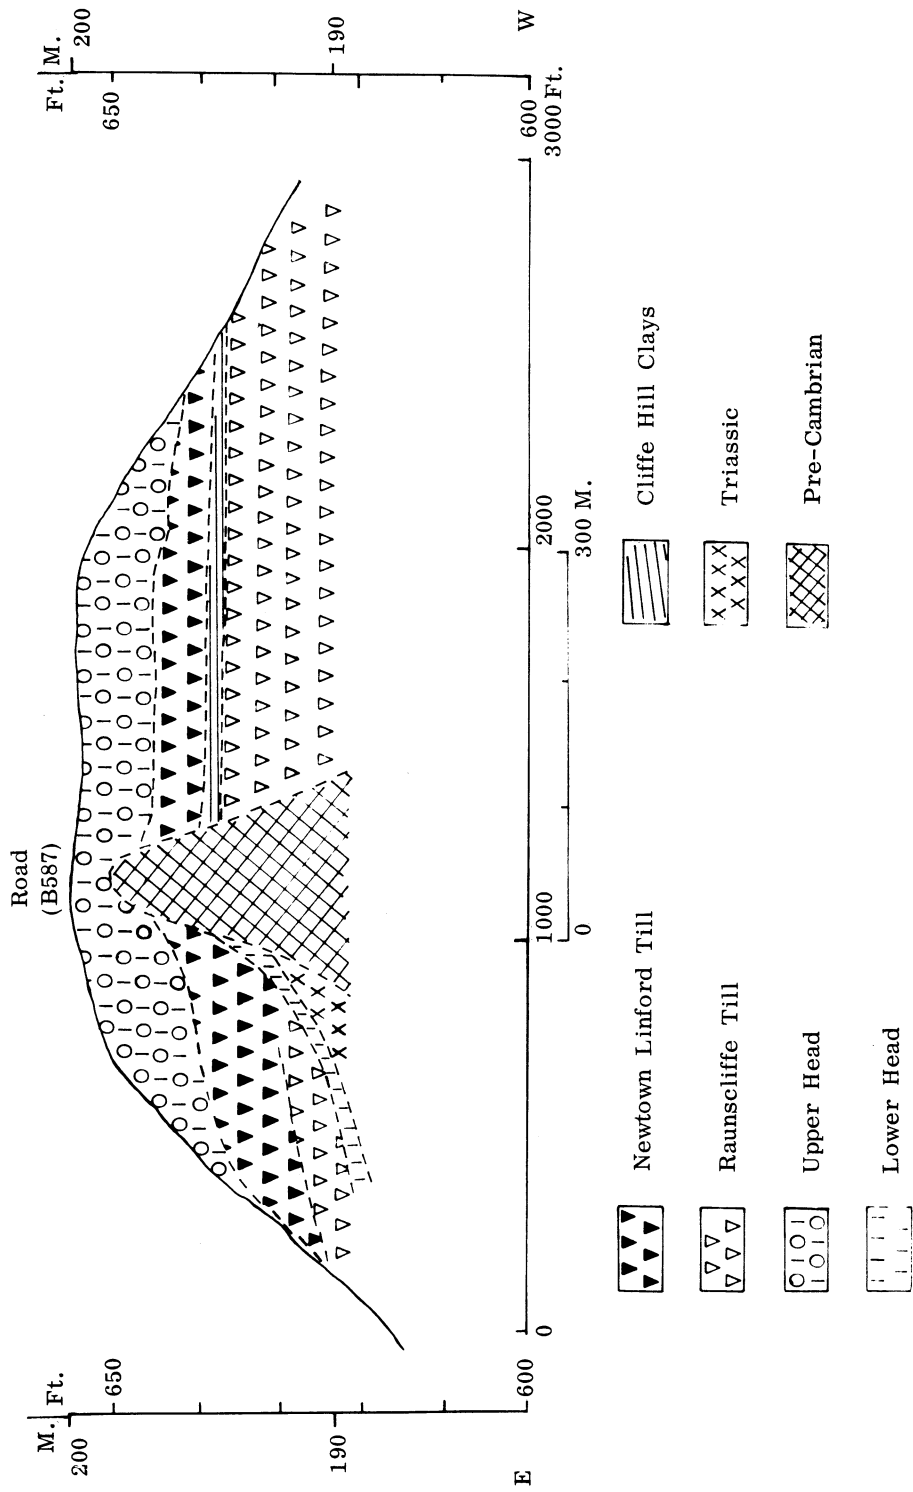 Road
(B587)
M. Ft.
200
650
190
600
E
Ft. M.
200
650
190
600
W
0
1000
2000
3000 Ft.
0
300 M.
Newtown Linford Till
Raunscliffe Till
Upper Head
Lower Head
Cliffe Hill Clays
Triassic
Pre-Cambrian